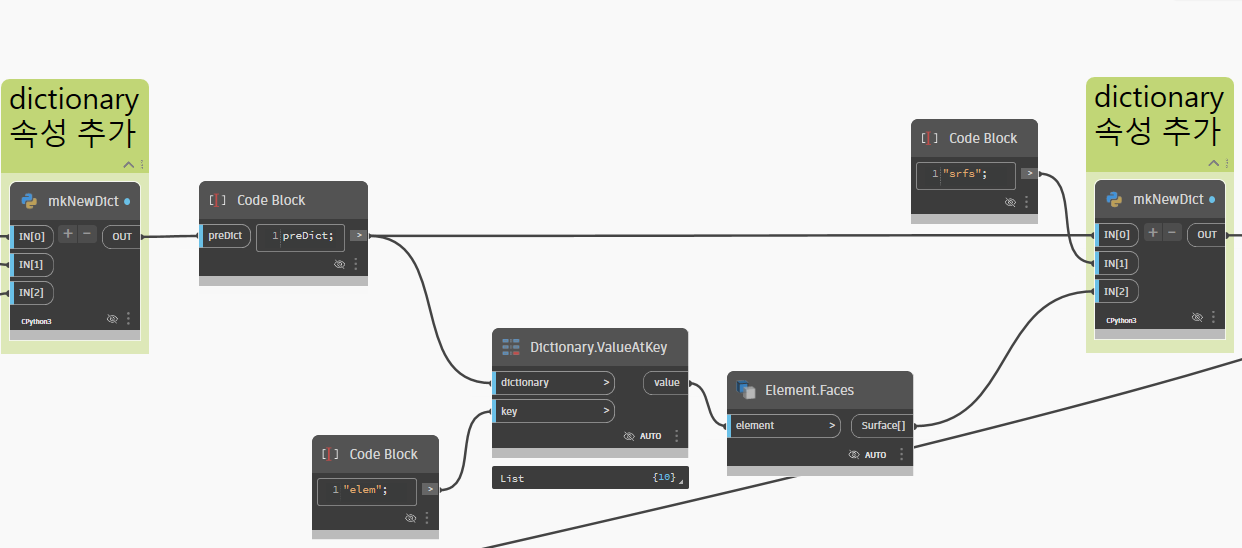 dictionary
속성 추가
mkNewDict
IN[0] + − OUT
IN[1]
IN[2]
CPython3
Code Block
preDict 1 preDict; >
Code Block
1 "elem"; >
Dictionary.ValueAtKey
dictionary > value
key >
AUTO
List {10}
Element.Faces
element > Surface[]
AUTO
Code Block
1 "srfs"; >
dictionary
속성 추가
mkNewDict
IN[0] + − OUT
IN[1]
IN[2]
CPython3